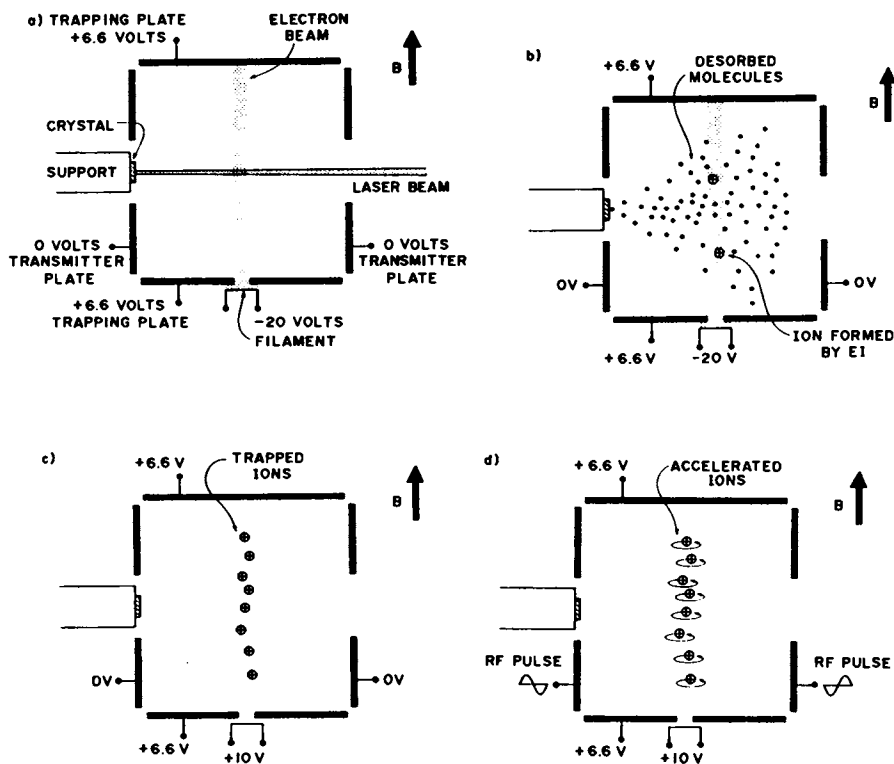 a) TRAPPING PLATE
+6.6 VOLTS
ELECTRON
BEAM
B
CRYSTAL
SUPPORT
LASER BEAM
0 VOLTS
TRANSMITTER
PLATE
0 VOLTS
TRANSMITTER
PLATE
+6.6 VOLTS
TRAPPING PLATE
-20 VOLTS
FILAMENT
b)
+6.6 V
DESORBED
MOLECULES
B
0V
0V
+6.6 V
-20 V
ION FORMED
BY EI
c)
+6.6 V
TRAPPED
IONS
B
DV
0V
+6.6 V
+10 V
d)
+6.6 V
ACCELERATED
IONS
B
RF PULSE
RF PULSE
+6.6 V
+10 V